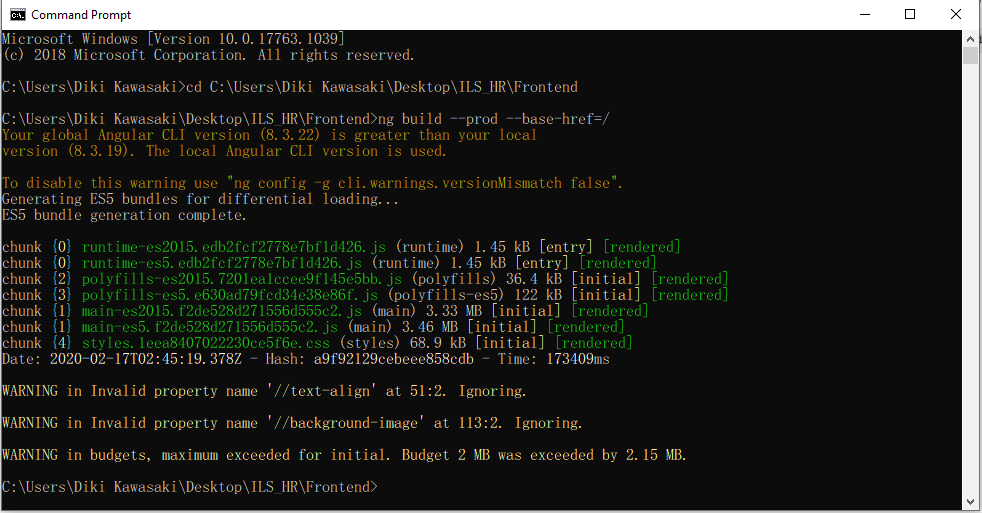 Command Prompt
Microsoft Windows [Version 10.0.17763.1039]
(c) 2018 Microsoft Corporation. All rights reserved.
C:\Users\Diki Kawasaki>cd C:\Users\Diki Kawasaki\Desktop\ILS_HR\Frontend
C:\Users\Diki Kawasaki\Desktop\ILS_HR\Frontend>ng build --prod --base-href=/
Your global Angular CLI version (8.3.22) is greater than your local
version (8.3.19). The local Angular CLI version is used.
To disable this warning use "ng config -g cli.warnings.versionMismatch false".
Generating ES5 bundles for differential loading...
ES5 bundle generation complete.
chunk {0} runtime-es2015.edb2fcf2778e7bf1d426.js (runtime) 1.45 kB [entry] [rendered]
chunk {0} runtime-es5.edb2fcf2778e7bf1d426.js (runtime) 1.45 kB [entry] [rendered]
chunk {2} polyfills-es2015.7201ea1ccee9f145e5bb.js (polyfills) 36.4 kB [initial] [rendered]
chunk {3} polyfills-es5.e630ad79fcd34e38e86f.js (polyfills-es5) 122 kB [initial] [rendered]
chunk {1} main-es2015.f2de528d271556d555c2.js (main) 3.33 MB [initial] [rendered]
chunk {1} main-es5.f2de528d271556d555c2.js (main) 3.46 MB [initial] [rendered]
chunk {4} styles.1eea8407022230ce5f6e.css (styles) 68.9 kB [initial] [rendered]
Date: 2020-02-17T02:45:19.378Z - Hash: a9f92129cebeee858cdb - Time: 173409ms
WARNING in Invalid property name '//text-align' at 51:2. Ignoring.
WARNING in Invalid property name '//background-image' at 113:2. Ignoring.
WARNING in budgets, maximum exceeded for initial. Budget 2 MB was exceeded by 2.15 MB.
C:\Users\Diki Kawasaki\Desktop\ILS_HR\Frontend>